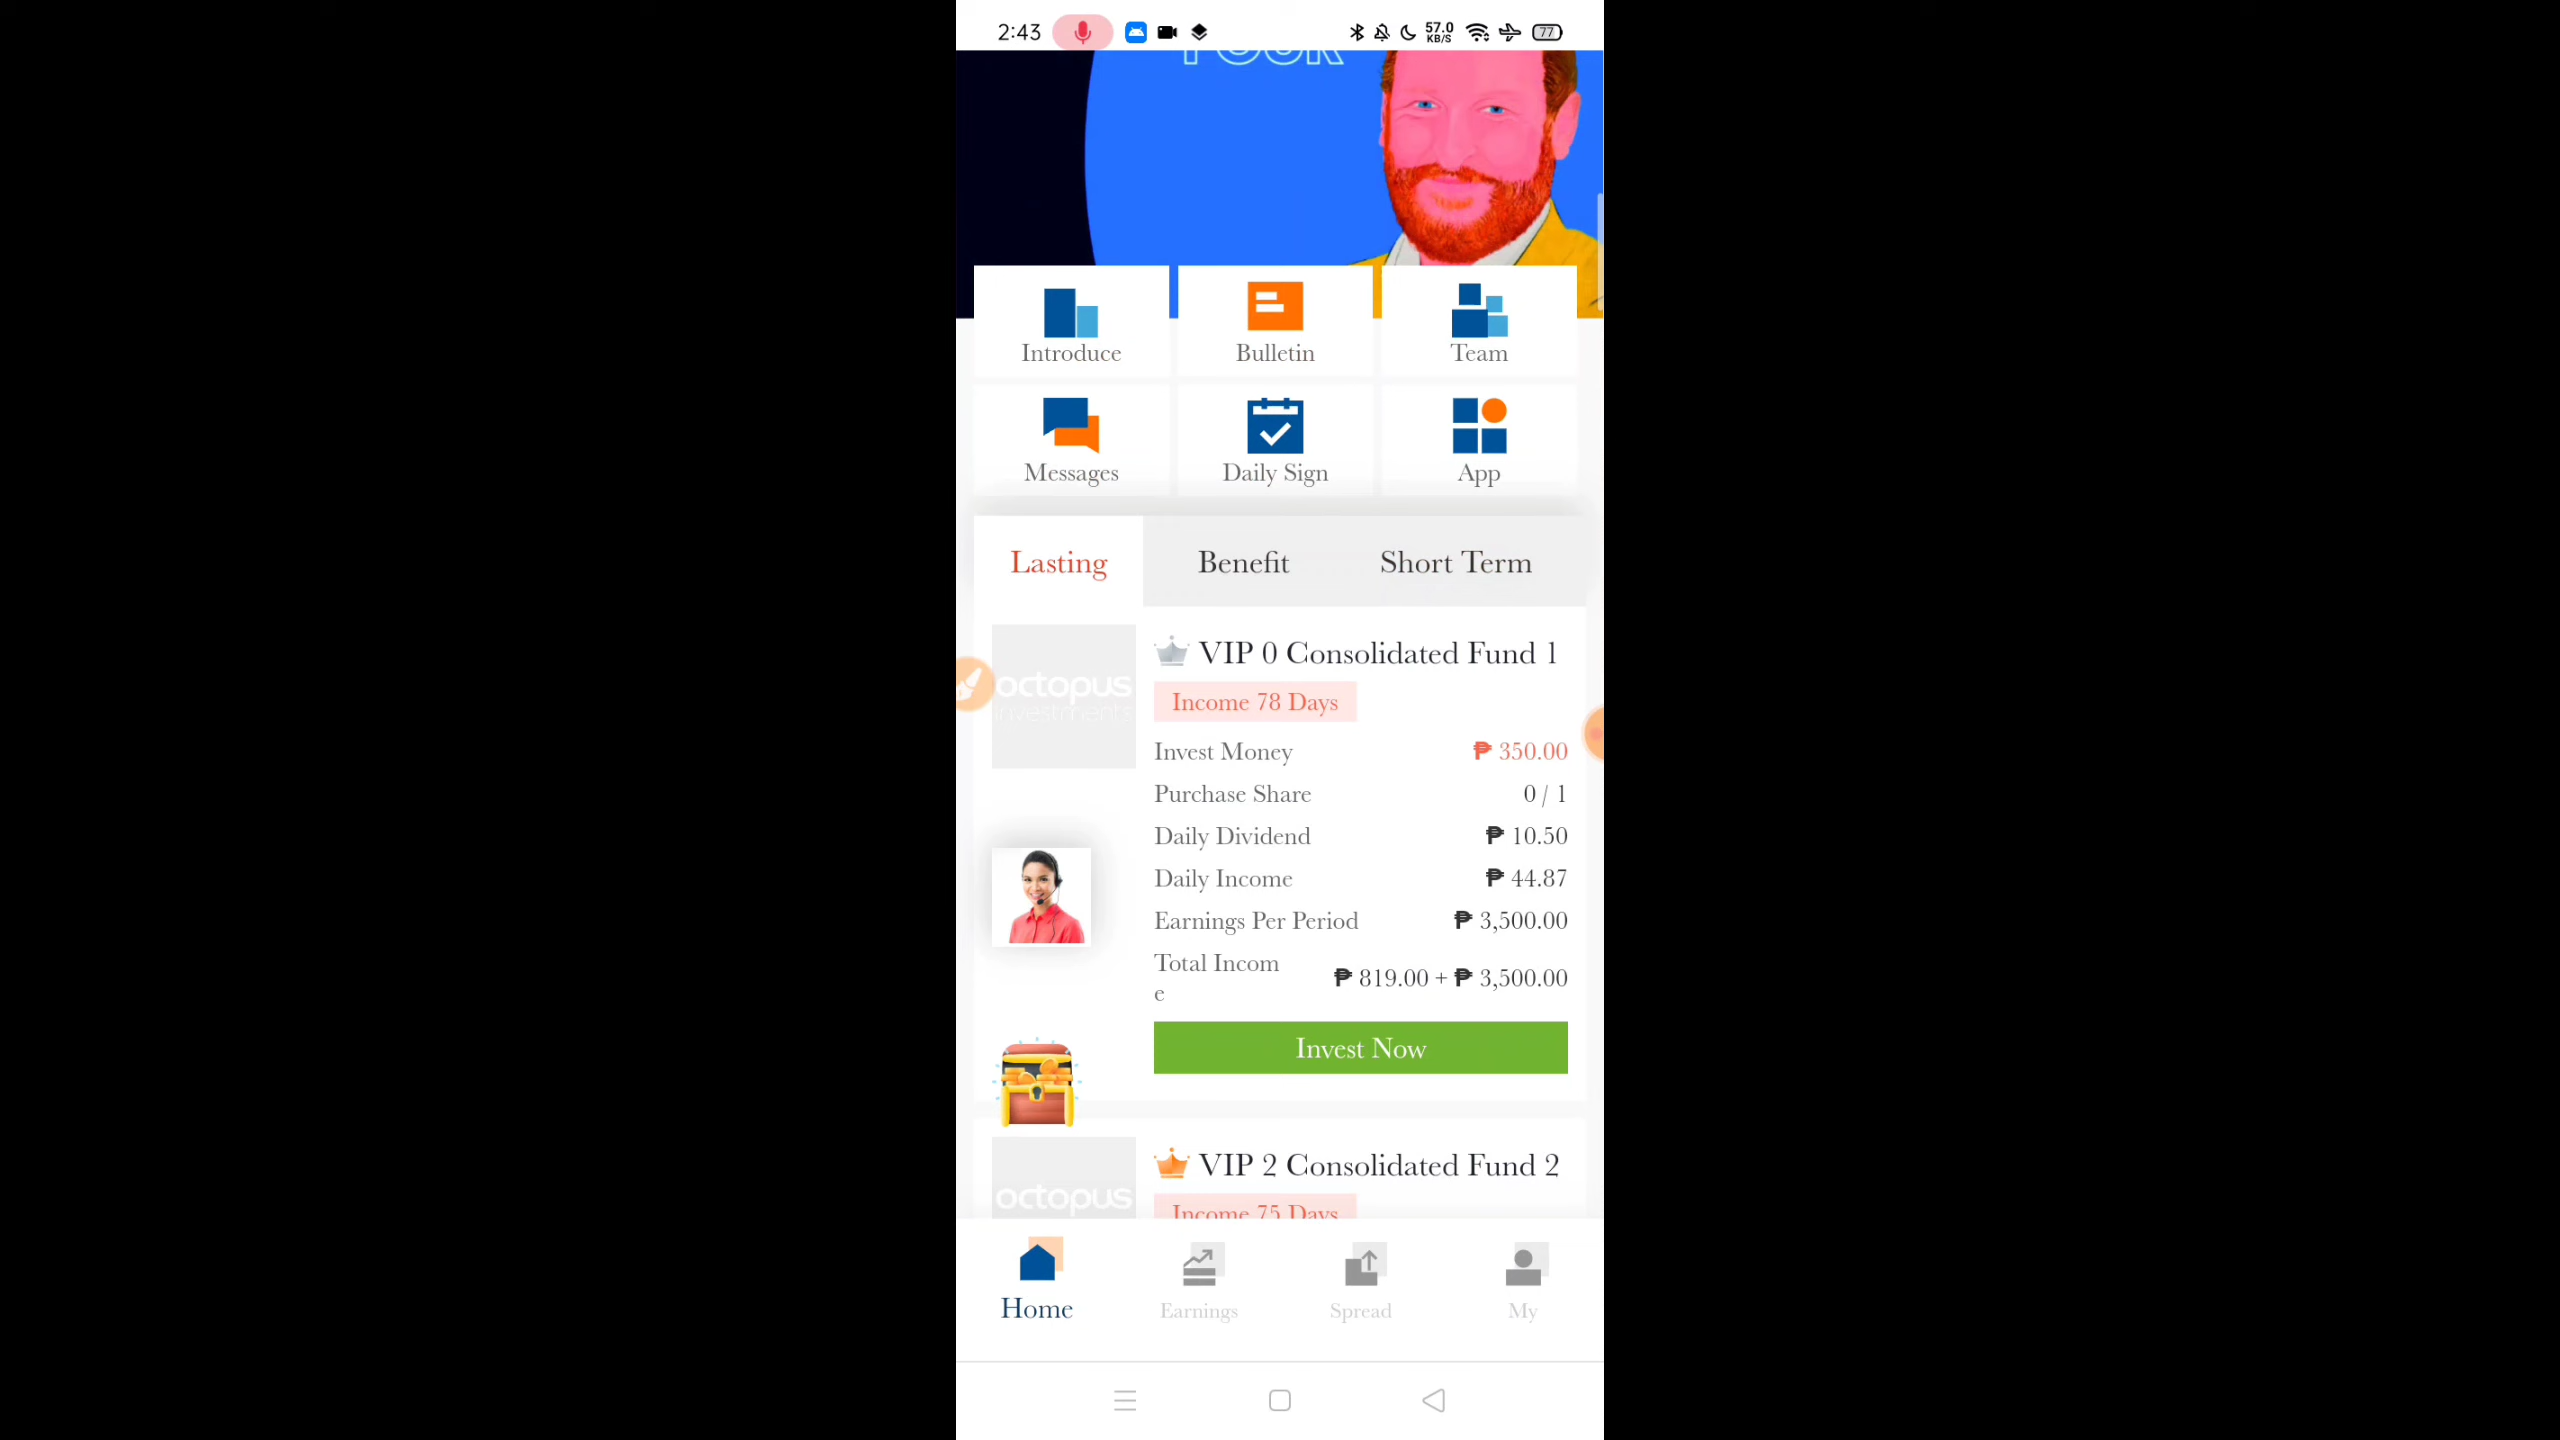 2:43
57.0
KB/S
77
YOUR
Introduce
Bulletin
Team
Messages
Daily Sign
App
Lasting
Benefit
Short Term
octopus
investments
VIP 0 Consolidated Fund 1
Income 78 Days
Invest Money
₱ 350.00
Purchase Share
0 / 1
Daily Dividend
₱ 10.50
Daily Income
₱ 44.87
Earnings Per Period
₱ 3,500.00
Total Incom
e
₱ 819.00 + ₱ 3,500.00
Invest Now
octopus
VIP 2 Consolidated Fund 2
Income 75 Days
Home
Earnings
Spread
My